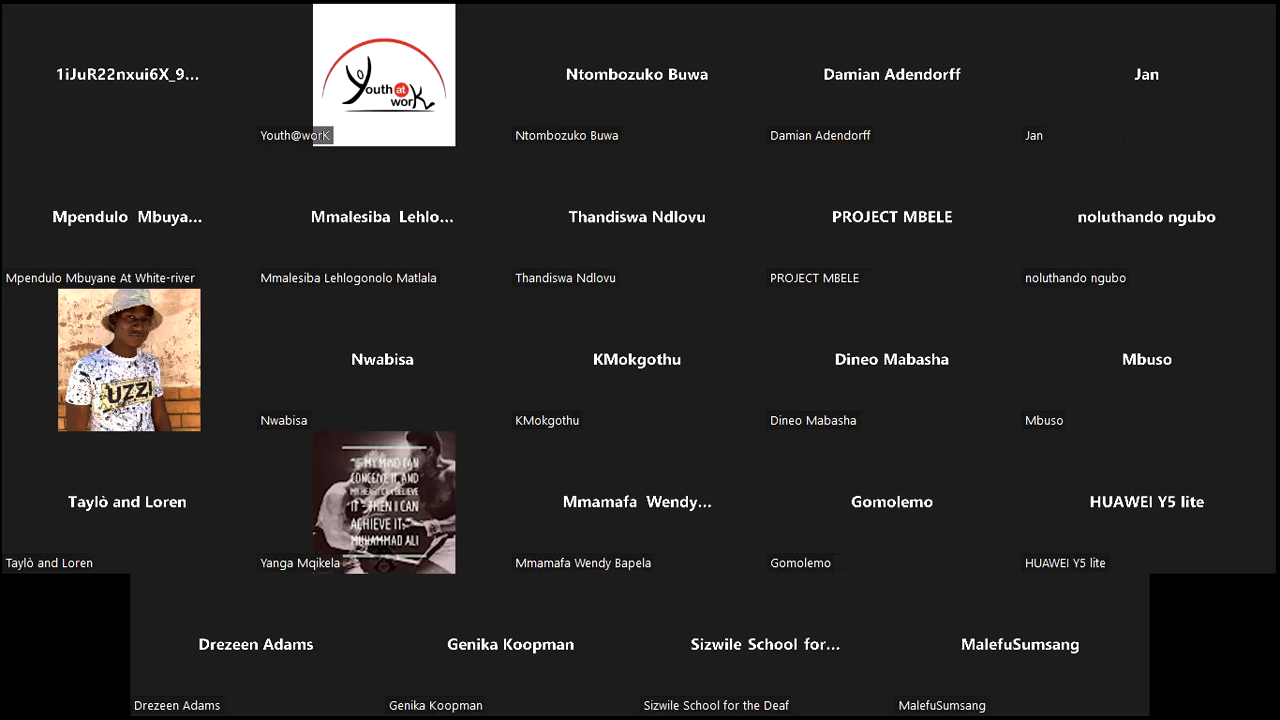 1iJuR22nxui6X_9...
Youth at
worK
Youth@worK
Ntombozuko Buwa
Ntombozuko Buwa
Damian Adendorff
Damian Adendorff
Jan
Jan
Mpendulo Mbuya...
Mpendulo Mbuyane At White-river
Mmalesiba Lehlo...
Mmalesiba Lehlogonolo Matlala
Thandiswa Ndlovu
Thandiswa Ndlovu
PROJECT MBELE
PROJECT MBELE
noluthando ngubo
noluthando ngubo
UZZI
Nwabisa
Nwabisa
KMokgothu
KMokgothu
Dineo Mabasha
Dineo Mabasha
Mbuso
Mbuso
Taylò and Loren
Taylò and Loren
"IF MY MIND CAN
CONCEIVE IT, AND
MY HEART CAN BELIEVE
IT - THEN I CAN
ACHIEVE IT."
MUHAMMAD ALI
Yanga Mqikela
Mmamafa Wendy...
Mmamafa Wendy Bapela
Gomolemo
Gomolemo
HUAWEI Y5 lite
HUAWEI Y5 lite
Drezeen Adams
Drezeen Adams
Genika Koopman
Genika Koopman
Sizwile School for...
Sizwile School for the Deaf
MalefuSumsang
MalefuSumsang